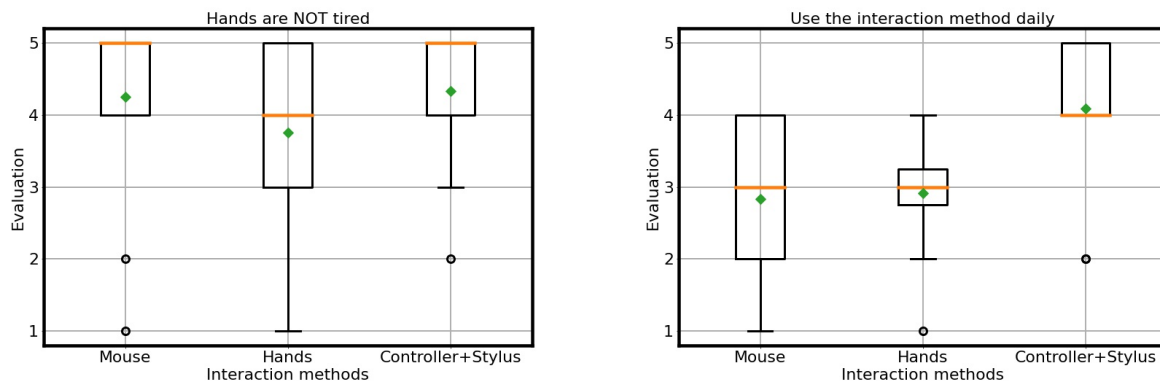 Hands are NOT tired
5
4
3
2
1
Evaluation
Mouse
Hands
Controller+Stylus
Interaction methods
Use the interaction method daily
5
4
3
2
1
Evaluation
Mouse
Hands
Controller+Stylus
Interaction methods